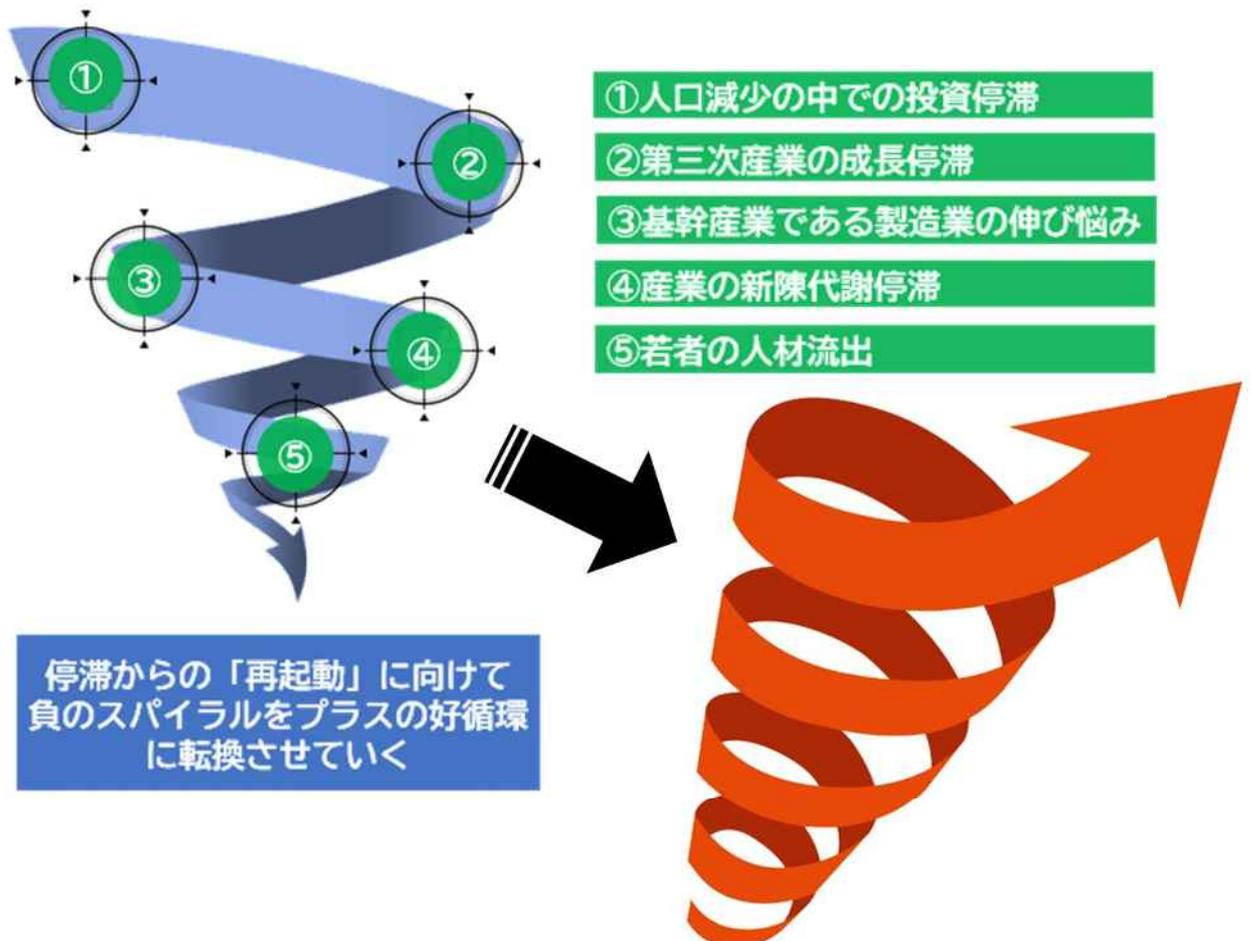 ①
②
③
④
⑤
①人口減少の中での投資停滞
②第三次産業の成長停滞
③基幹産業である製造業の伸び悩み
④産業の新陳代謝停滞
⑤若者の人材流出
停滞からの「再起動」に向けて
負のスパイラルをプラスの好循環
に転換させていく